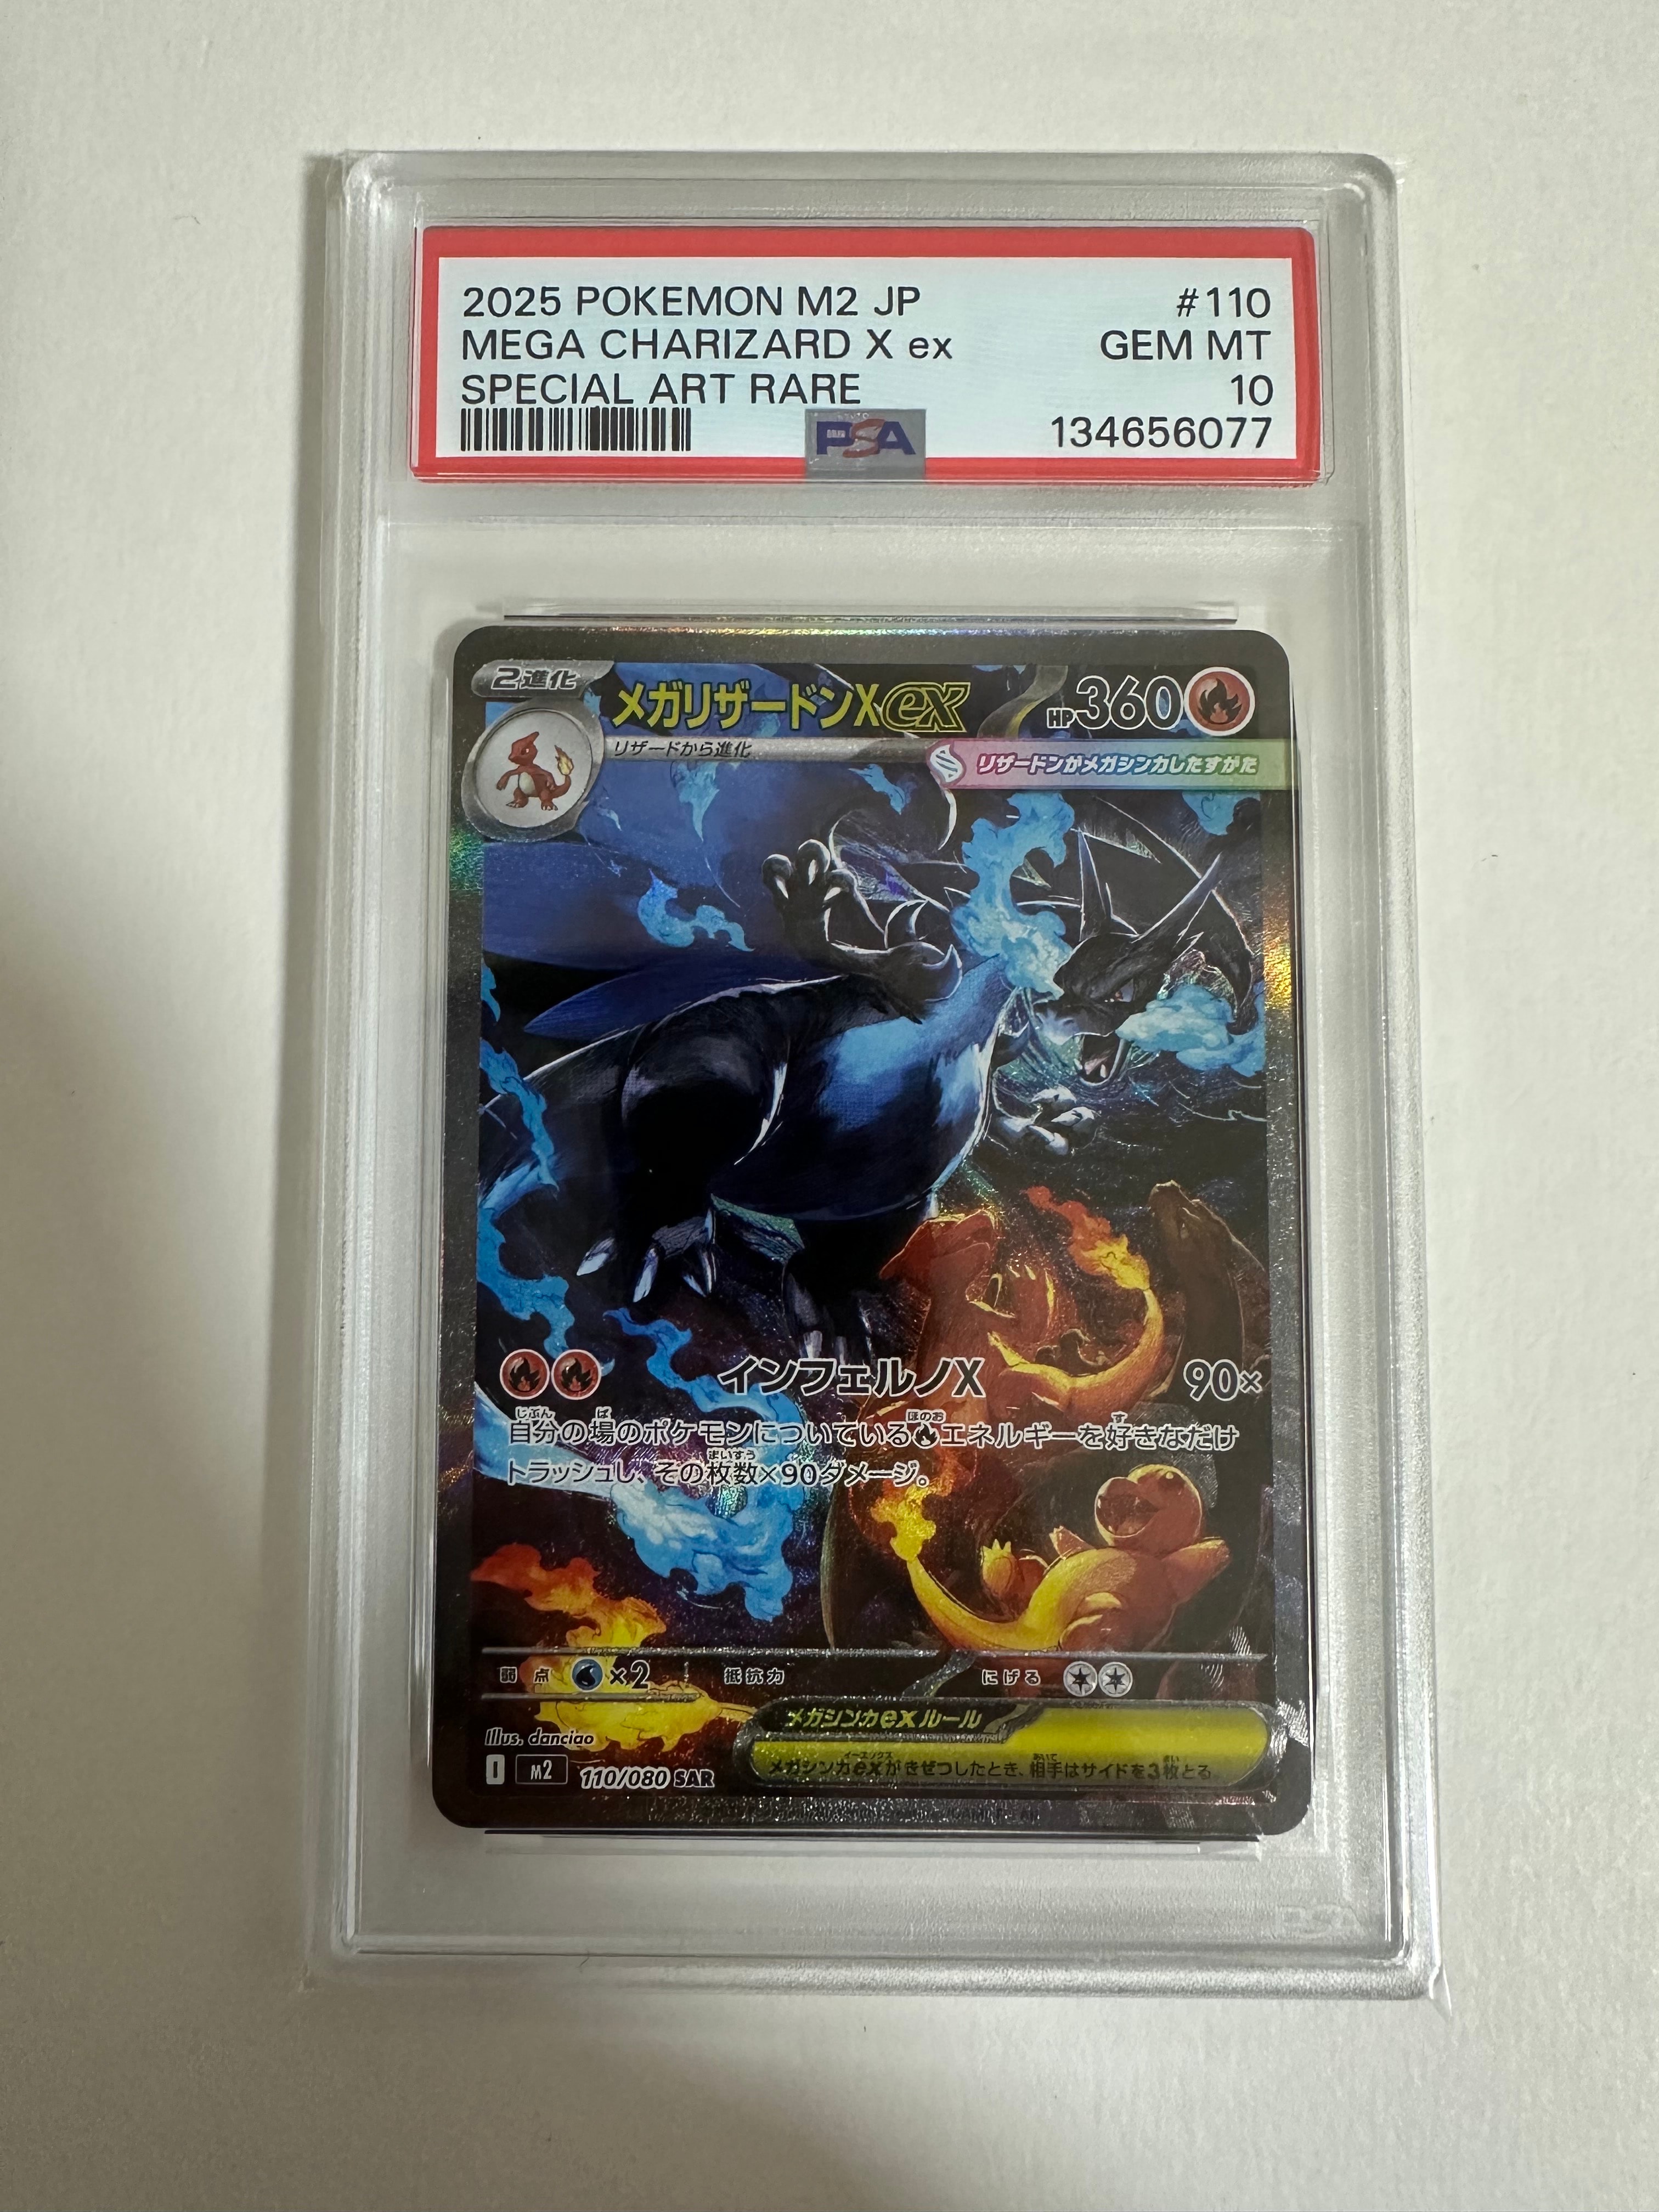 2025 POKEMON M2 JP #110
MEGA CHARIZARD X ex GEM MT
SPECIAL ART RARE 10
PSA 134656077
2進化 メガリザードンXex HP360
リザードから進化
リザードンがメガシンカしたすがた
インフェルノX 90×
自分の場のポケモンについているエネルギーを好きなだけ
トラッシュし、その枚数×90ダメージ。
弱点 ×2 抵抗力 にげる
メガシンカexルール
メガシンカexがきぜつしたとき、相手はサイドを3枚とる。
Illus. danciao
I M2 110/080 SAR
PSA